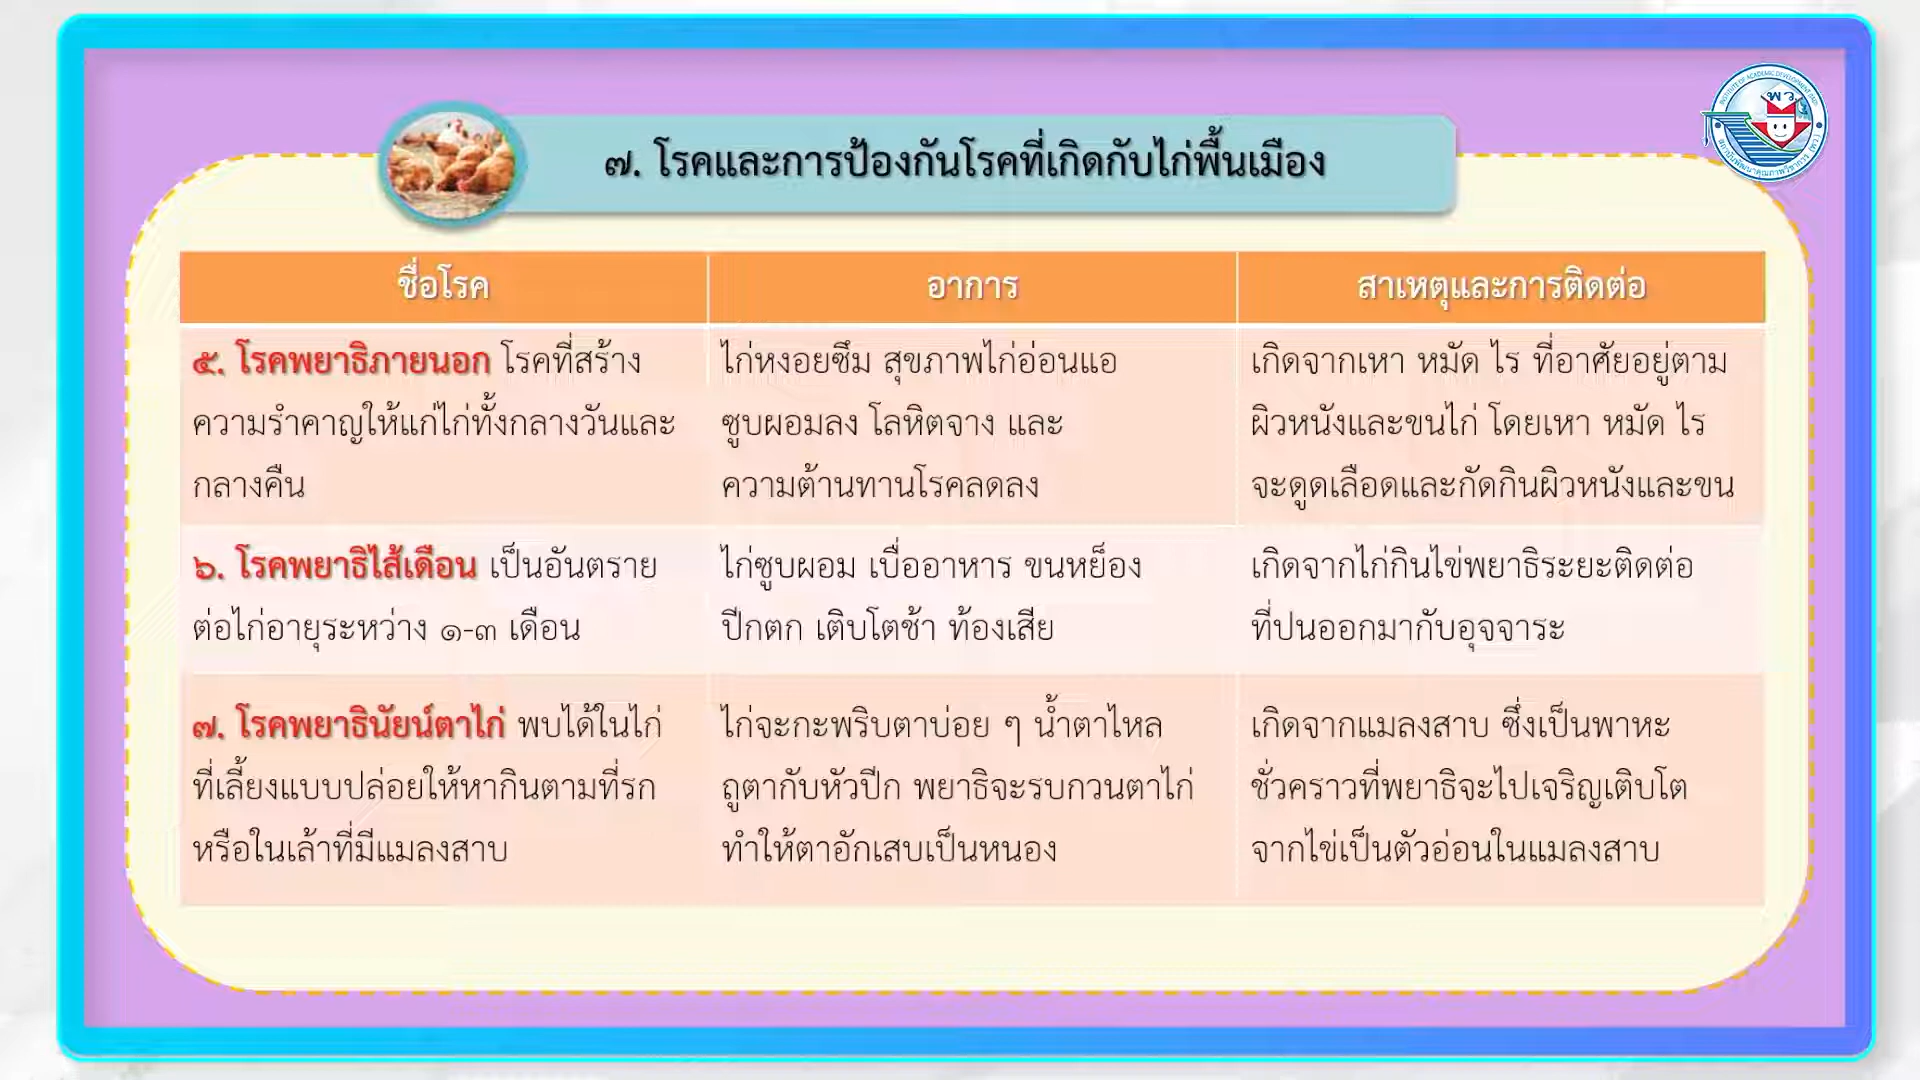 INSTITUTE OF ACADEMIC DEVELOPMENT (IAD)
พว
สถาบันพัฒนาคุณภาพวิชาการ (พว.)
๗. โรคและการป้องกันโรคที่เกิดกับไก่พื้นเมือง
ชื่อโรค อาการ สาเหตุและการติดต่อ
๕. โรคพยาธิภายนอก โรคที่สร้าง
ความรำคาญให้แก่ไก่ทั้งกลางวันและ
กลางคืน
ไก่หงอยซึม สุขภาพไก่อ่อนแอ
ซูบผอมลง โลหิตจาง และ
ความต้านทานโรคลดลง
เกิดจากเหา หมัด ไร ที่อาศัยอยู่ตาม
ผิวหนังและขนไก่ โดยเหา หมัด ไร
จะดูดเลือดและกัดกินผิวหนังและขน
๖. โรคพยาธิไส้เดือน เป็นอันตราย
ต่อไก่อายุระหว่าง ๑-๓ เดือน
ไก่ซูบผอม เบื่ออาหาร ขนหย็อง
ปีกตก เติบโตช้า ท้องเสีย
เกิดจากไก่กินไข่พยาธิระยะติดต่อ
ที่ปนออกมากับอุจจาระ
๗. โรคพยาธินัยน์ตาไก่ พบได้ในไก่
ที่เลี้ยงแบบปล่อยให้หากินตามที่รก
หรือในเล้าที่มีแมลงสาบ
ไก่จะกะพริบตาบ่อย ๆ น้ำตาไหล
ถูตากับหัวปีก พยาธิจะรบกวนตาไก่
ทำให้ตาอักเสบเป็นหนอง
เกิดจากแมลงสาบ ซึ่งเป็นพาหะ
ชั่วคราวที่พยาธิจะไปเจริญเติบโต
จากไข่เป็นตัวอ่อนในแมลงสาบ